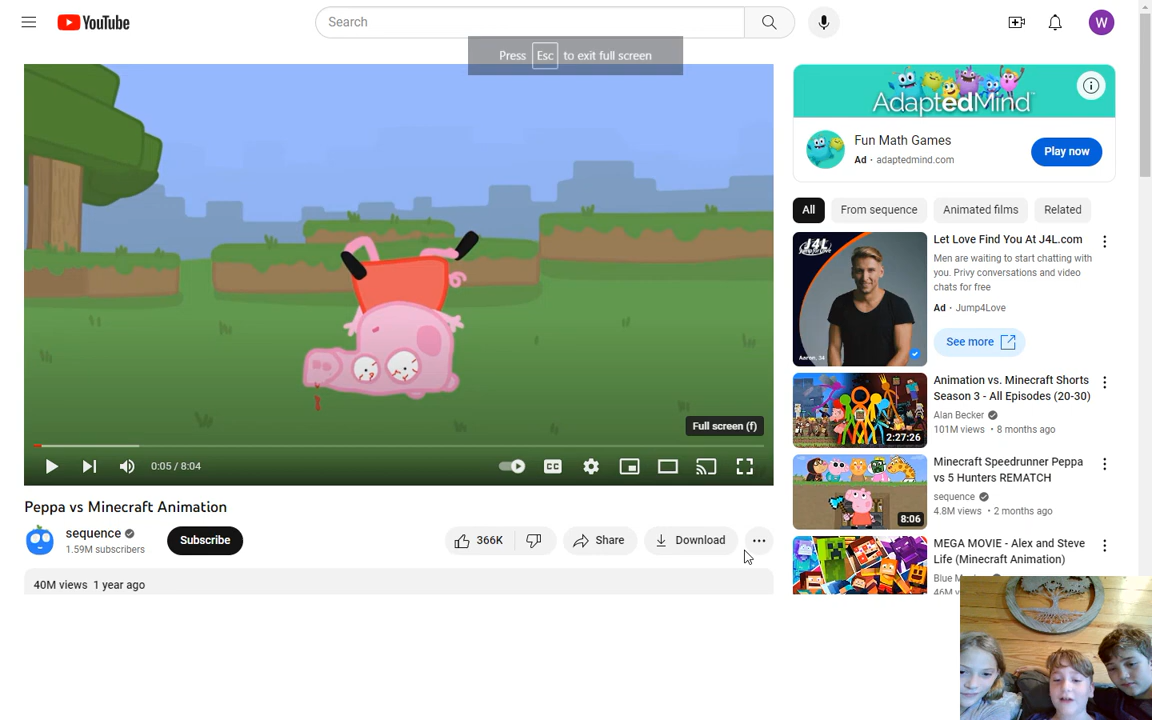 YouTube
Search
W
Press Esc to exit full screen
AdaptedMind
Fun Math Games
Ad · adaptedmind.com
Play now
All
From sequence
Animated films
Related
J4L
Aaron, 34
Let Love Find You At J4L.com
Men are waiting to start chatting with
you. Privy conversations and video
chats for free
Ad · Jump4Love
See more
Full screen (f)
0:05 / 8:04
CC
Animation vs. Minecraft Shorts
Season 3 - All Episodes (20-30)
Alan Becker
101M views · 8 months ago
2:27:26
Minecraft Speedrunner Peppa
vs 5 Hunters REMATCH
sequence
4.8M views · 2 months ago
8:06
Peppa vs Minecraft Animation
sequence
1.59M subscribers
Subscribe
366K
Share
Download
40M views 1 year ago
MEGA MOVIE - Alex and Steve
Life (Minecraft Animation)
Blue
46M